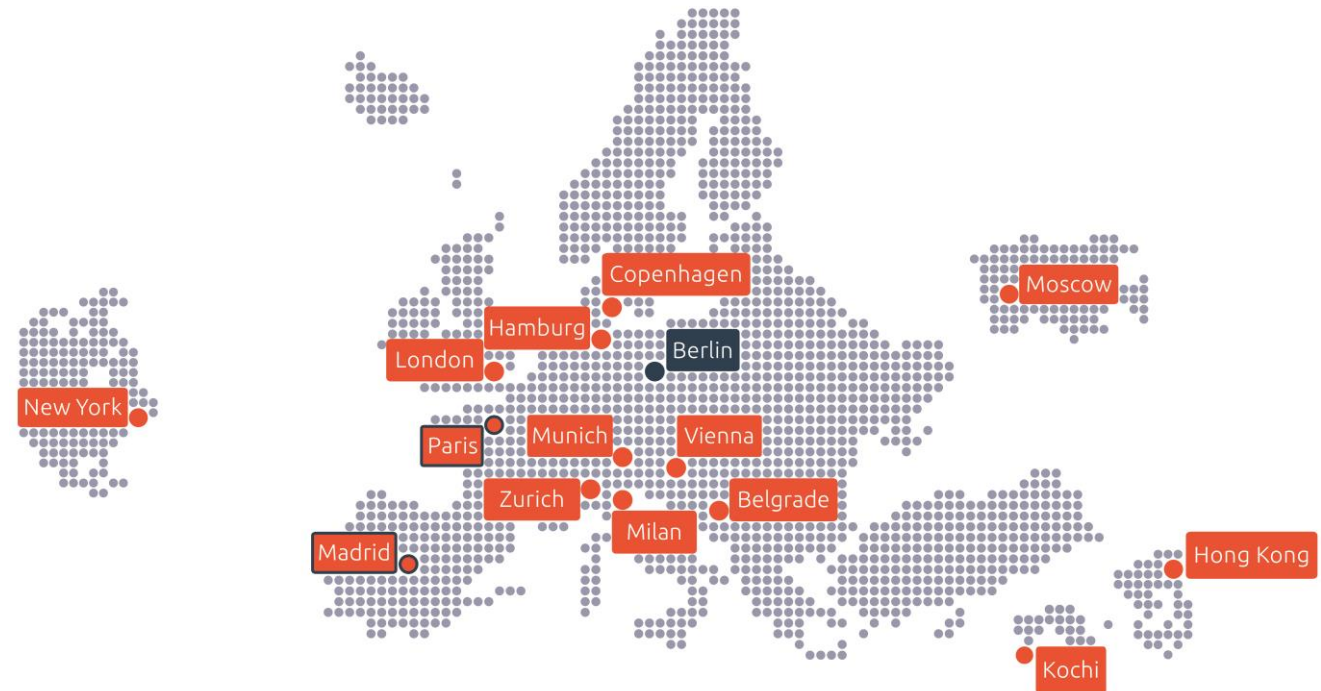 Copenhagen
Moscow
Hamburg
Berlin
London
New York
Paris
Munich
Vienna
Zurich
Belgrade
Milan
Madrid
Hong Kong
Kochi